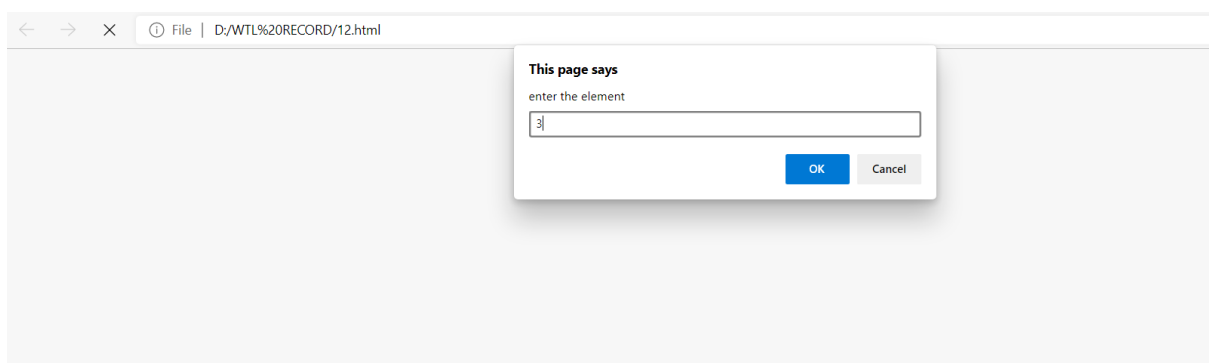 File | D:/WTL%20RECORD/12.html
This page says
enter the element
3
OK Cancel